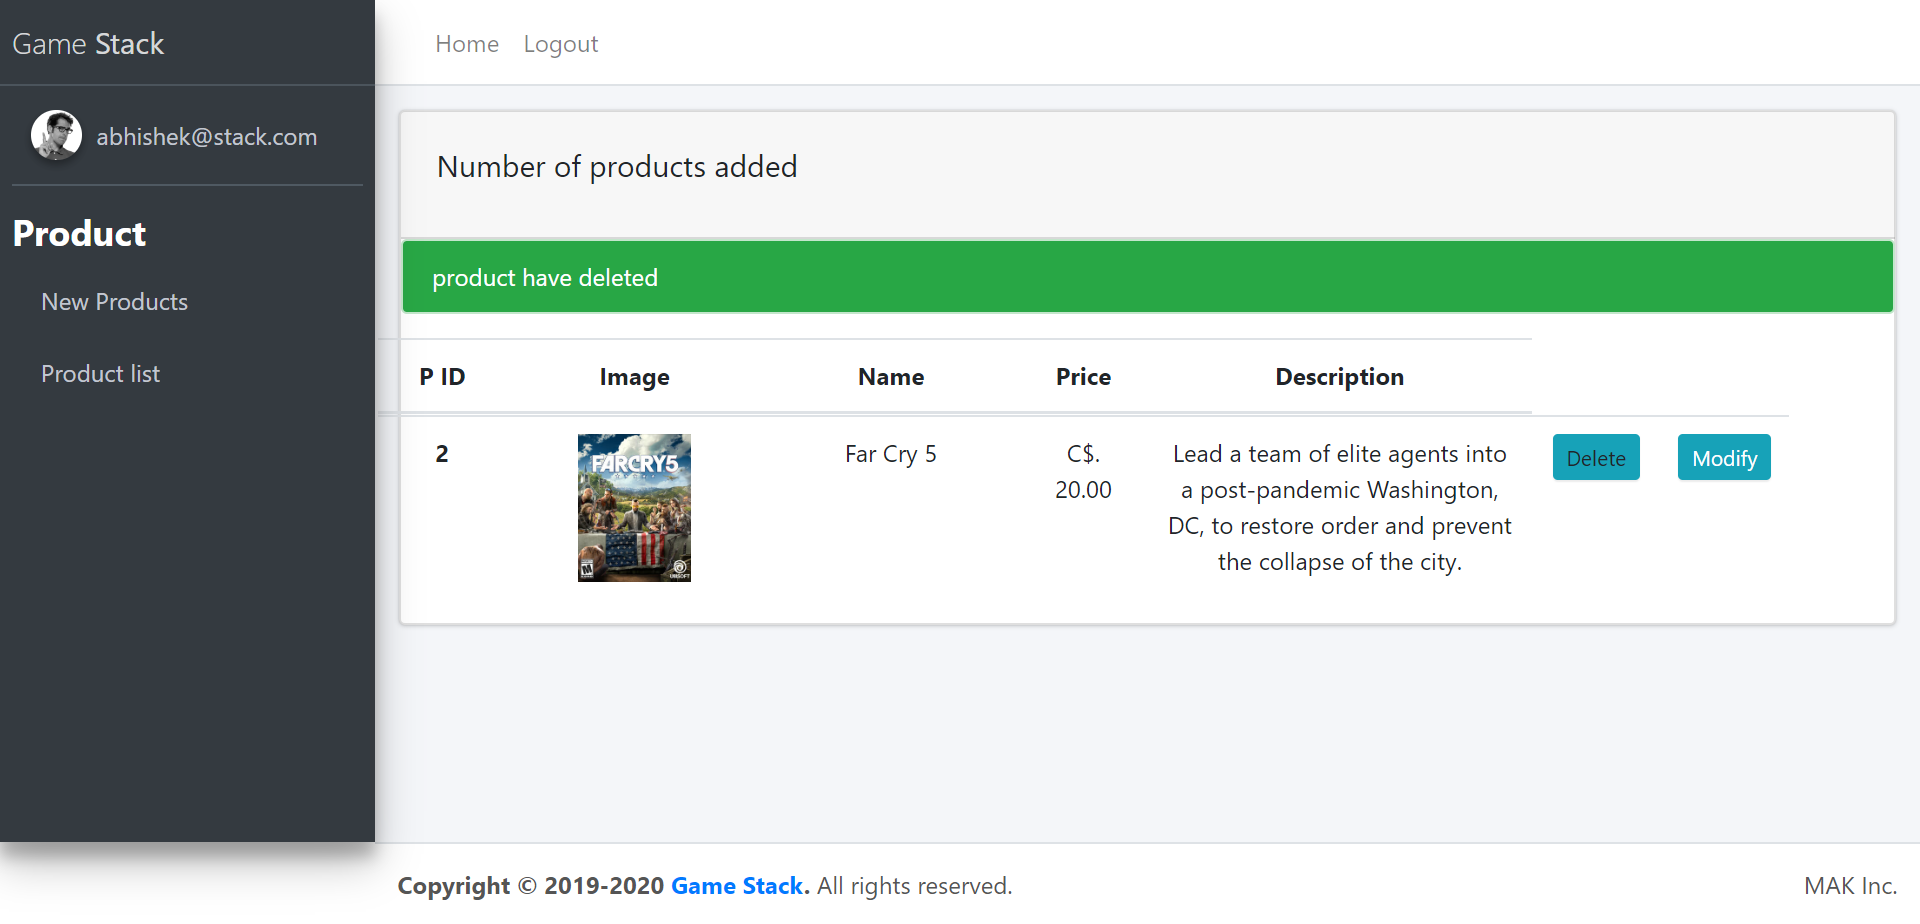 Game Stack
Home Logout
abhishek@stack.com
Number of products added
Product
product have deleted
New Products
Product list
P ID Image Name Price Description
2 Far Cry 5 C$. 20.00
FARCRY5
M
UBISOFT
Lead a team of elite agents into
a post-pandemic Washington,
DC, to restore order and prevent
the collapse of the city.
Delete Modify
Copyright © 2019-2020 Game Stack. All rights reserved.
MAK Inc.